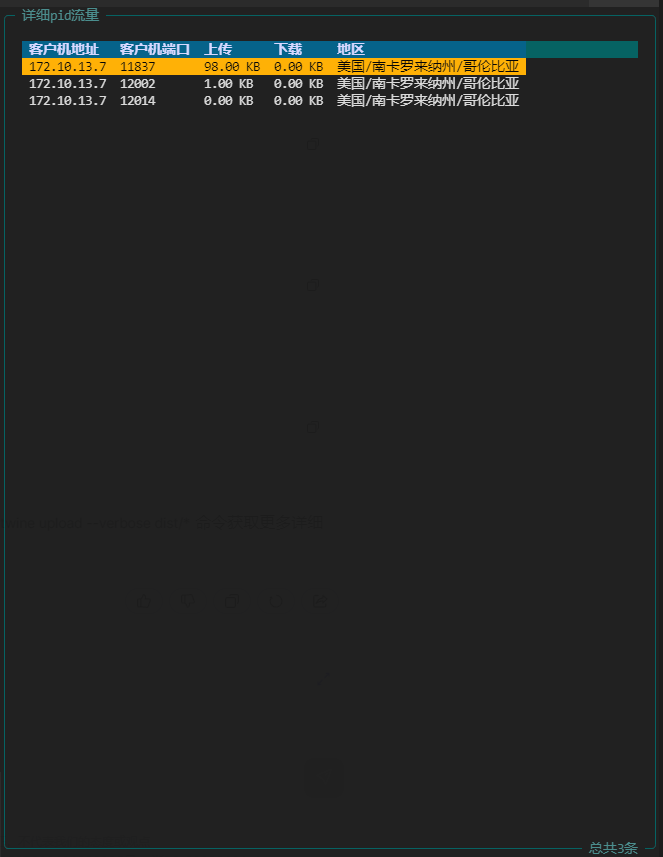 详细pid流量
客户机地址 客户机端口 上传 下载 地区
172.10.13.7 11837 98.00 KB 0.00 KB 美国/南卡罗来纳州/哥伦比亚
172.10.13.7 12002 1.00 KB 0.00 KB 美国/南卡罗来纳州/哥伦比亚
172.10.13.7 12014 0.00 KB 0.00 KB 美国/南卡罗来纳州/哥伦比亚
总共3条